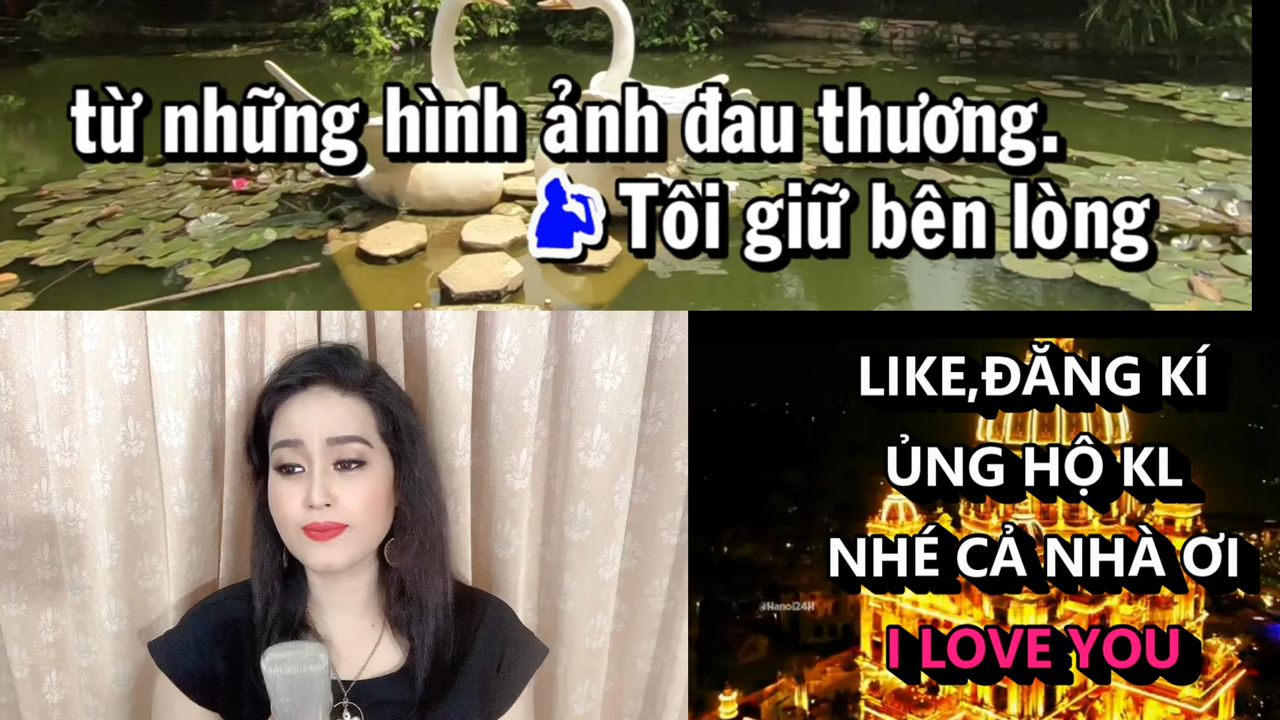 từ những hình ảnh đau thương.
Tôi giữ bên lòng
LIKE,ĐĂNG KÍ
ỦNG HỘ KL
NHÉ CẢ NHÀ ƠI
#Hanoi24H
I LOVE YOU